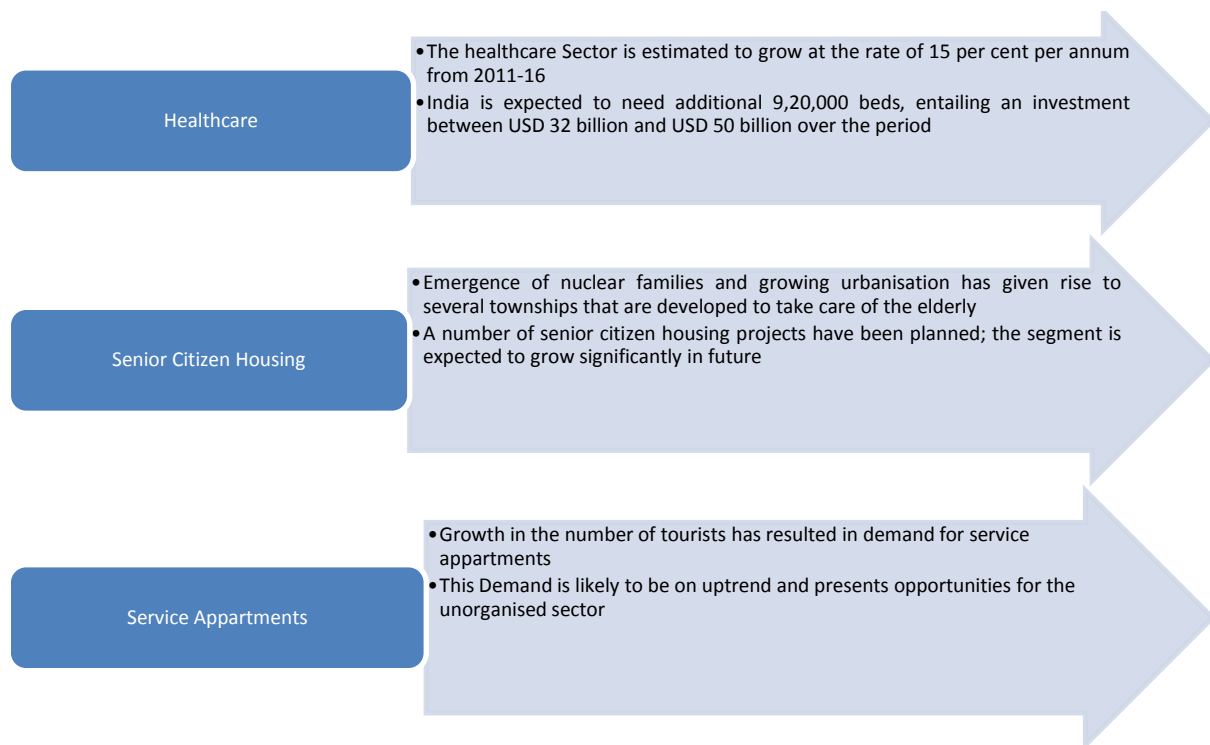 Healthcare
•The healthcare Sector is estimated to grow at the rate of 15 per cent per annum
from 2011-16
•India is expected to need additional 9,20,000 beds, entailing an investment
between USD 32 billion and USD 50 billion over the period
Senior Citizen Housing
•Emergence of nuclear families and growing urbanisation has given rise to
several townships that are developed to take care of the elderly
•A number of senior citizen housing projects have been planned; the segment is
expected to grow significantly in future
Service Appartments
•Growth in the number of tourists has resulted in demand for service
appartments
•This Demand is likely to be on uptrend and presents opportunities for the
unorganised sector